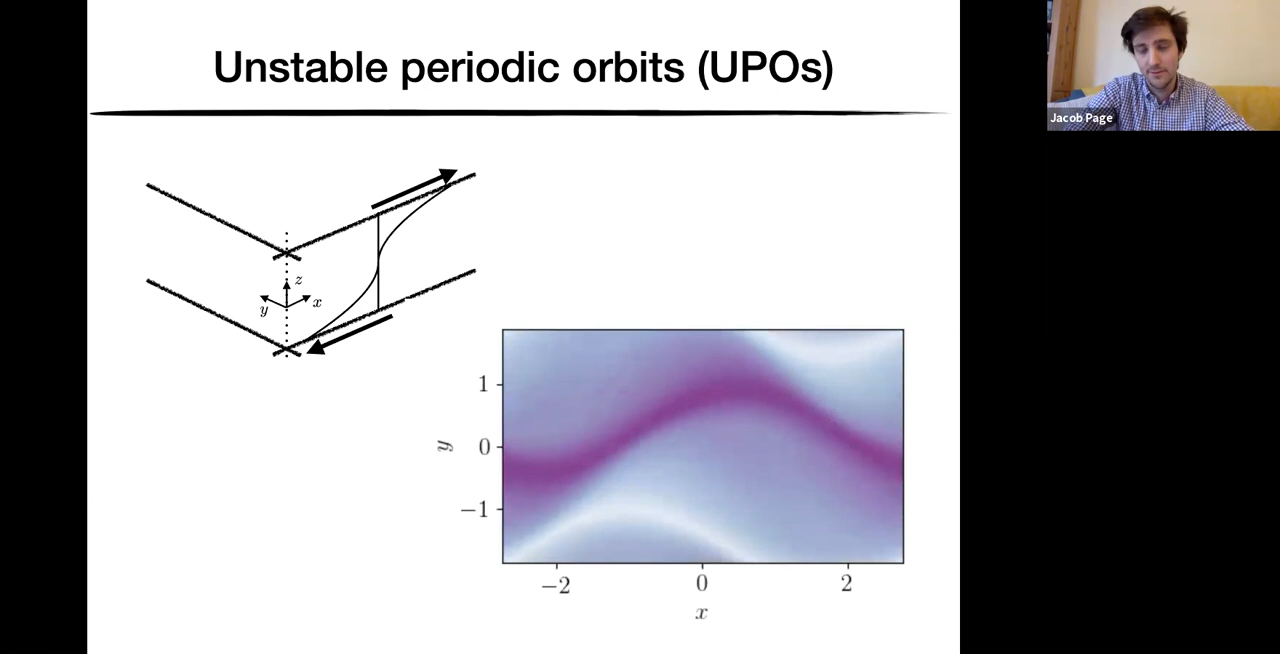 Unstable periodic orbits (UPOs)
Jacob Page
z
y
x
1
0
−1
y
−2
0
2
x